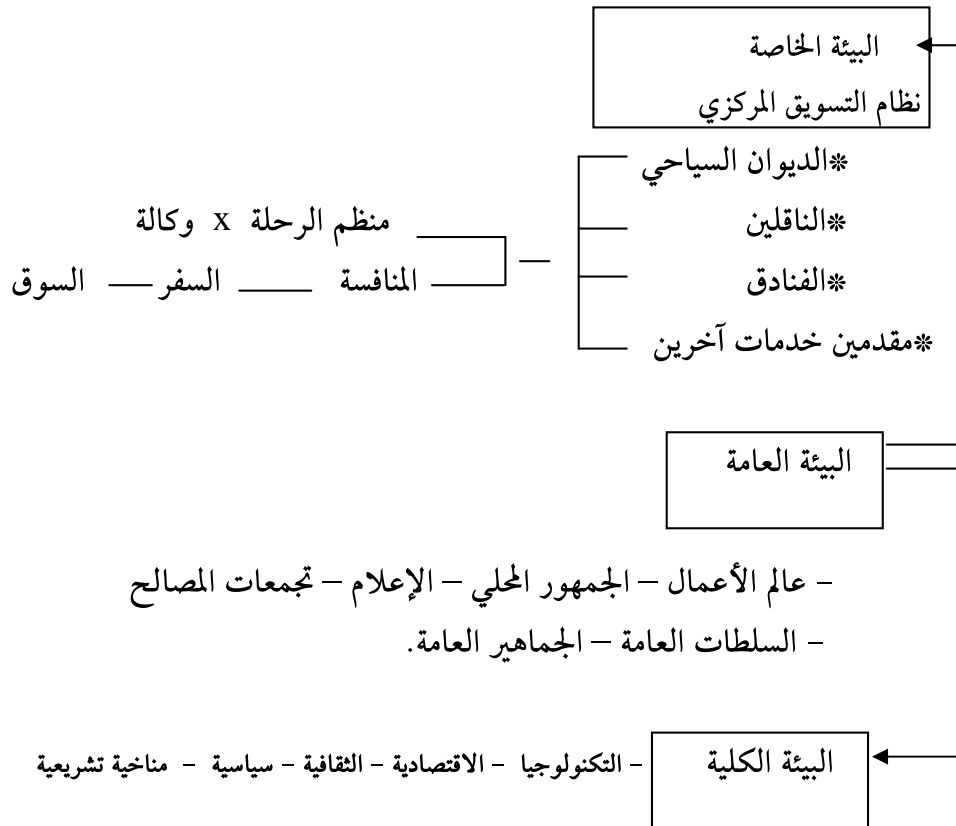 البيئة الخاصة
نظام التسويق المركزي
*الديوان السياحي
*الناقلين
منظم الرحلة x وكالة
*الفنادق
المنافسة — السفر — السوق
*مقدمين خدمات آخرين
البيئة العامة
– عالم الأعمال – الجمهور المحلي – الإعلام – تجمعات المصالح
– السلطات العامة – الجماهير العامة.
البيئة الكلية
– التكنولوجيا – الاقتصادية – الثقافية – سياسية – مناخية تشريعية